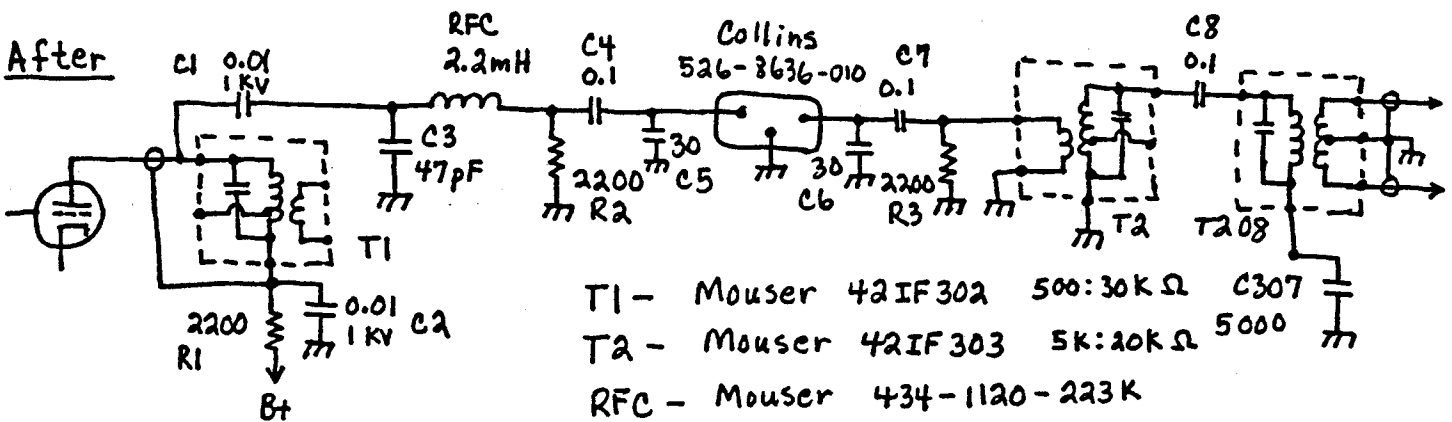 After
C1
0.01
1KV
RFC
2.2mH
C4
0.1
Collins
526-8636-010
C7
0.1
C8
0.1
C3
47pF
30
C5
30
C6
2200
R2
2200
R3
T1
T2
T208
2200
R1
0.01
1KV
C2
B+
C307
5000
T1 - Mouser 42IF302 500:30KΩ
T2 - Mouser 42IF303 5K:20KΩ
RFC - Mouser 434-1120-223K